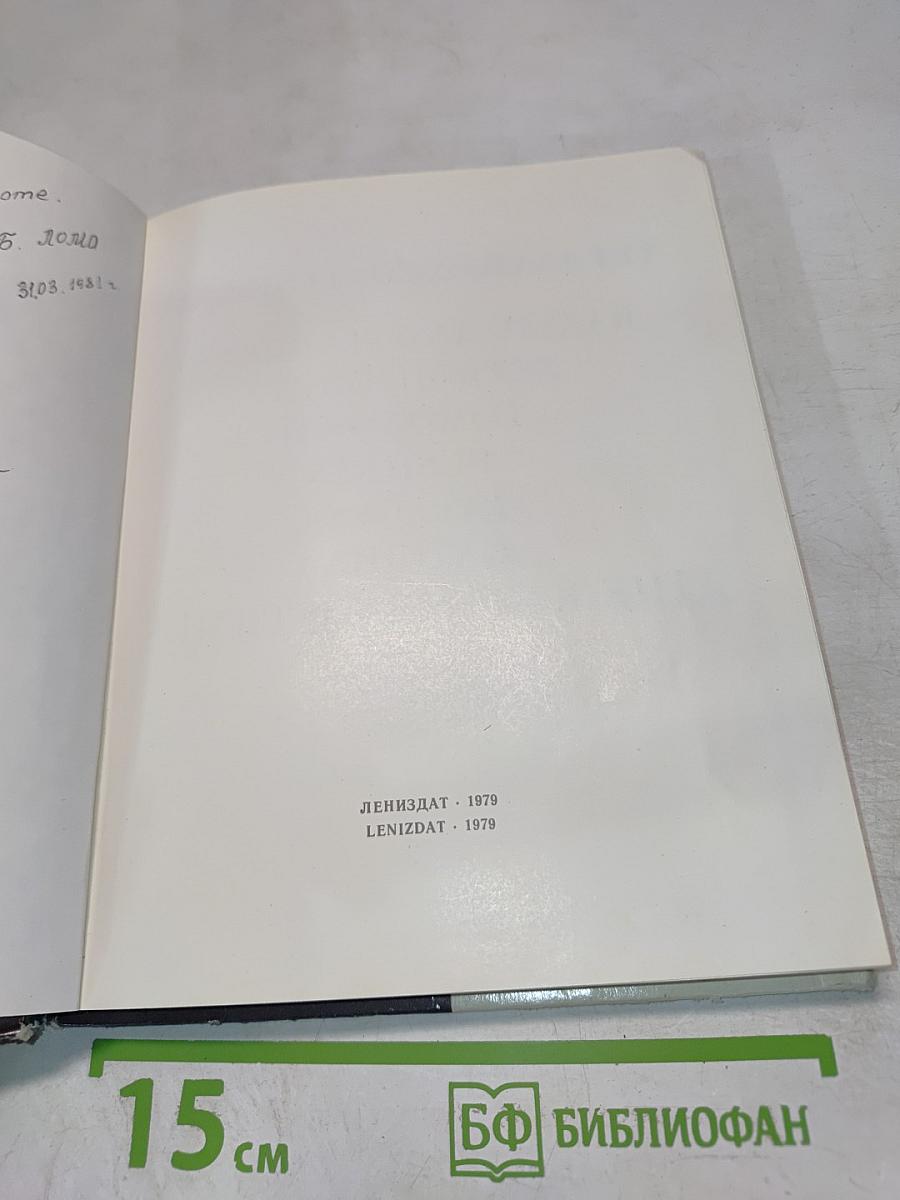 оте.
Б. ЛОМО
31.03.1981 г
ЛЕНИЗДАТ · 1979
LENIZDAT · 1979
15 см
БФ БИБЛИОФАН